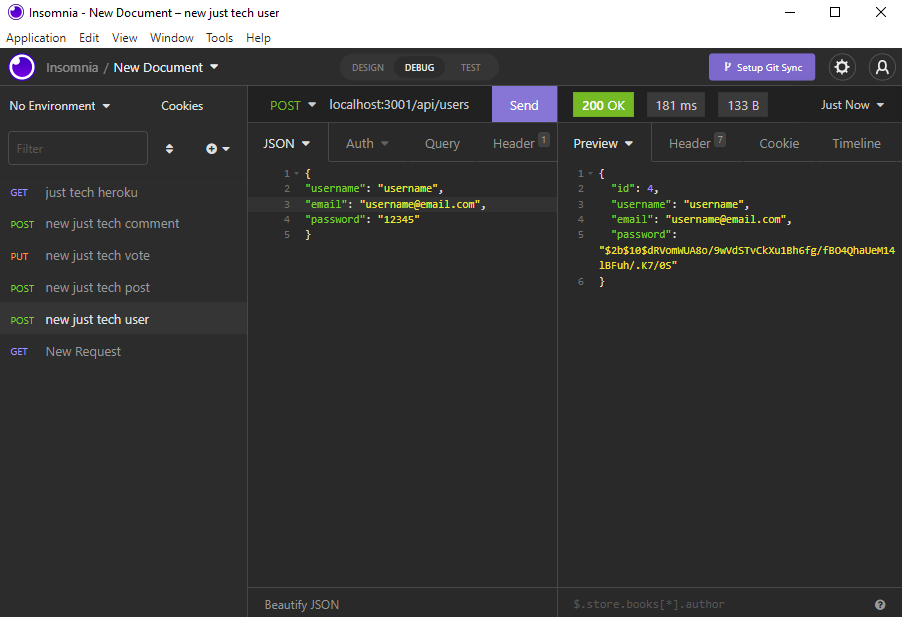 Insomnia - New Document – new just tech user
Application Edit View Window Tools Help
Insomnia / New Document
DESIGN DEBUG TEST
Setup Git Sync
No Environment Cookies
POST localhost:3001/api/users Send
200 OK 181 ms 133 B Just Now
Filter
JSON Auth Query Header 1
Preview Header 7 Cookie Timeline
GET just tech heroku
POST new just tech comment
PUT new just tech vote
POST new just tech post
POST new just tech user
GET New Request
1 {
2 "username": "username",
3 "email": "username@email.com",
4 "password": "12345"
5 }
1 {
2 "id": 4,
3 "username": "username",
4 "email": "username@email.com",
5 "password":
"$2b$10$dRVomWUA8o/9wVdSTvCkXu1Bh6fg/fBO4QhaUeM14
lBFuh/.K7/0S"
6 }
Beautify JSON
$.store.books[*].author